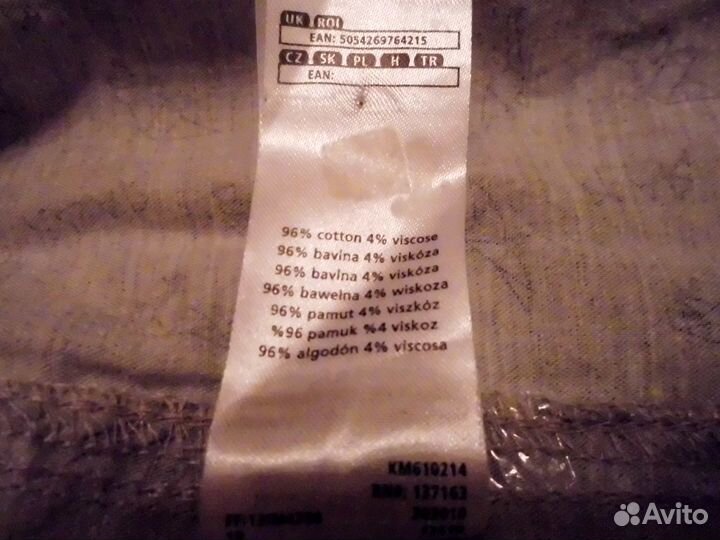 UK ROI
EAN: 5054269764215
CZ SK PL H TR
EAN:
96% cotton 4% viscose
96% bavlna 4% viskóza
96% bavlna 4% viskóza
96% bawełna 4% wiskoza
96% pamut 4% viszkóz
%96 pamuk %4 viskoz
96% algodón 4% viscosa
KM610214
137163
Avito